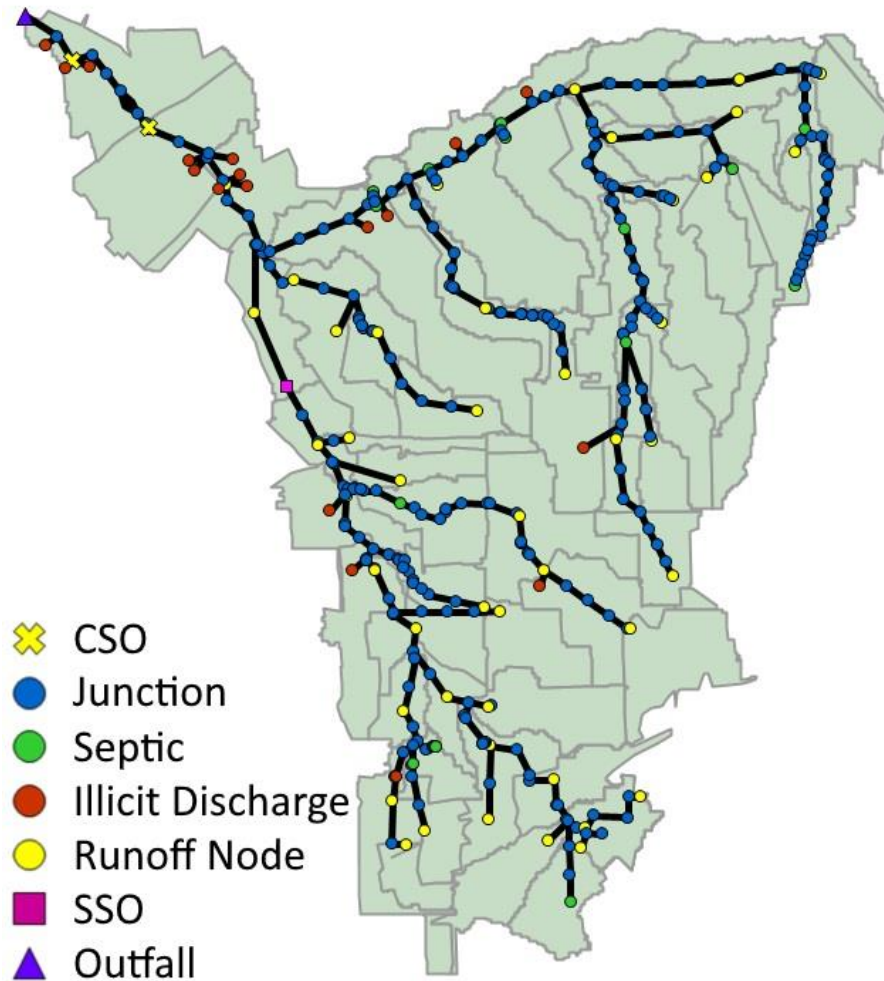 CSO
Junction
Septic
Illicit Discharge
Runoff Node
SSO
Outfall